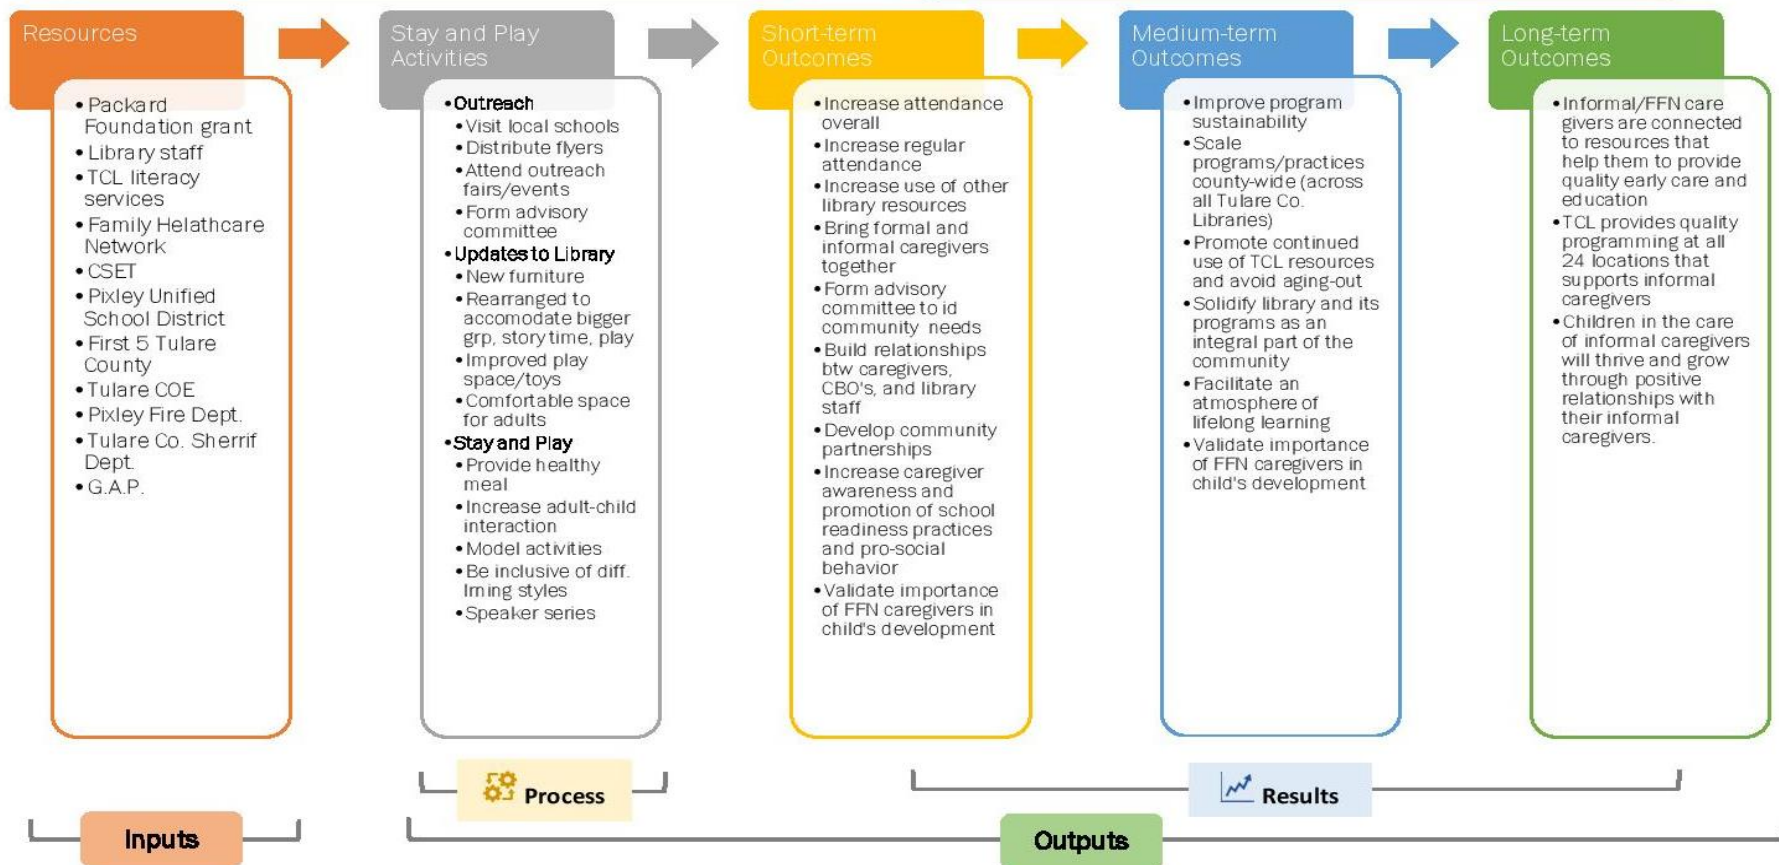 Resources
• Packard
Foundation grant
• Library staff
• TCL literacy
services
• Family Helathcare
Network
• CSET
• Pixley Unified
School District
• First 5 Tulare
County
• Tulare COE
• Pixley Fire Dept.
• Tulare Co. Sherrif
Dept.
• G.A.P.
Stay and Play
Activities
• Outreach
• Visit local schools
• Distribute flyers
• Attend outreach
fairs/events
• Form advisory
committee
• Updates to Library
• New furniture
• Rearranged to
accomodate bigger
grp, story time, play
• Improved play
space/toys
• Comfortable space
for adults
• Stay and Play
• Provide healthy
meal
• Increase adult-child
interaction
• Model activities
• Be inclusive of diff.
lrning styles
• Speaker series
Short-term
Outcomes
• Increase attendance
overall
• Increase regular
attendance
• Increase use of other
library resources
• Bring formal and
informal caregivers
together
• Form advisory
committee to id
community needs
• Build relationships
btw caregivers,
CBO's, and library
staff
• Develop community
partnerships
• Increase caregiver
awareness and
promotion of school
readiness practices
and pro-social
behavior
• Validate importance
of FFN caregivers in
child's development
Medium-term
Outcomes
• Improve program
sustainability
• Scale
programs/practices
county-wide (across
all Tulare Co.
Libraries)
• Promote continued
use of TCL resources
and avoid aging-out
• Solidify library and its
programs as an
integral part of the
community
• Facilitate an
atmosphere of
lifelong learning
• Validate importance
of FFN caregivers in
child's development
Long-term
Outcomes
• Informal/FFN care
givers are connected
to resources that
help them to provide
quality early care and
education
• TCL provides quality
programming at all
24 locations that
supports informal
caregivers
• Children in the care
of informal caregivers
will thrive and grow
through positive
relationships with
their informal
caregivers.
Process
Results
Inputs
Outputs